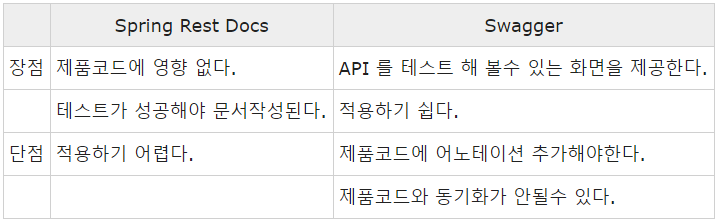 Spring Rest Docs Swagger
장점 제품코드에 영향 없다. API 를 테스트 해 볼수 있는 화면을 제공한다.
테스트가 성공해야 문서작성된다. 적용하기 쉽다.
단점 적용하기 어렵다. 제품코드에 어노테이션 추가해야한다.
제품코드와 동기화가 안될수 있다.